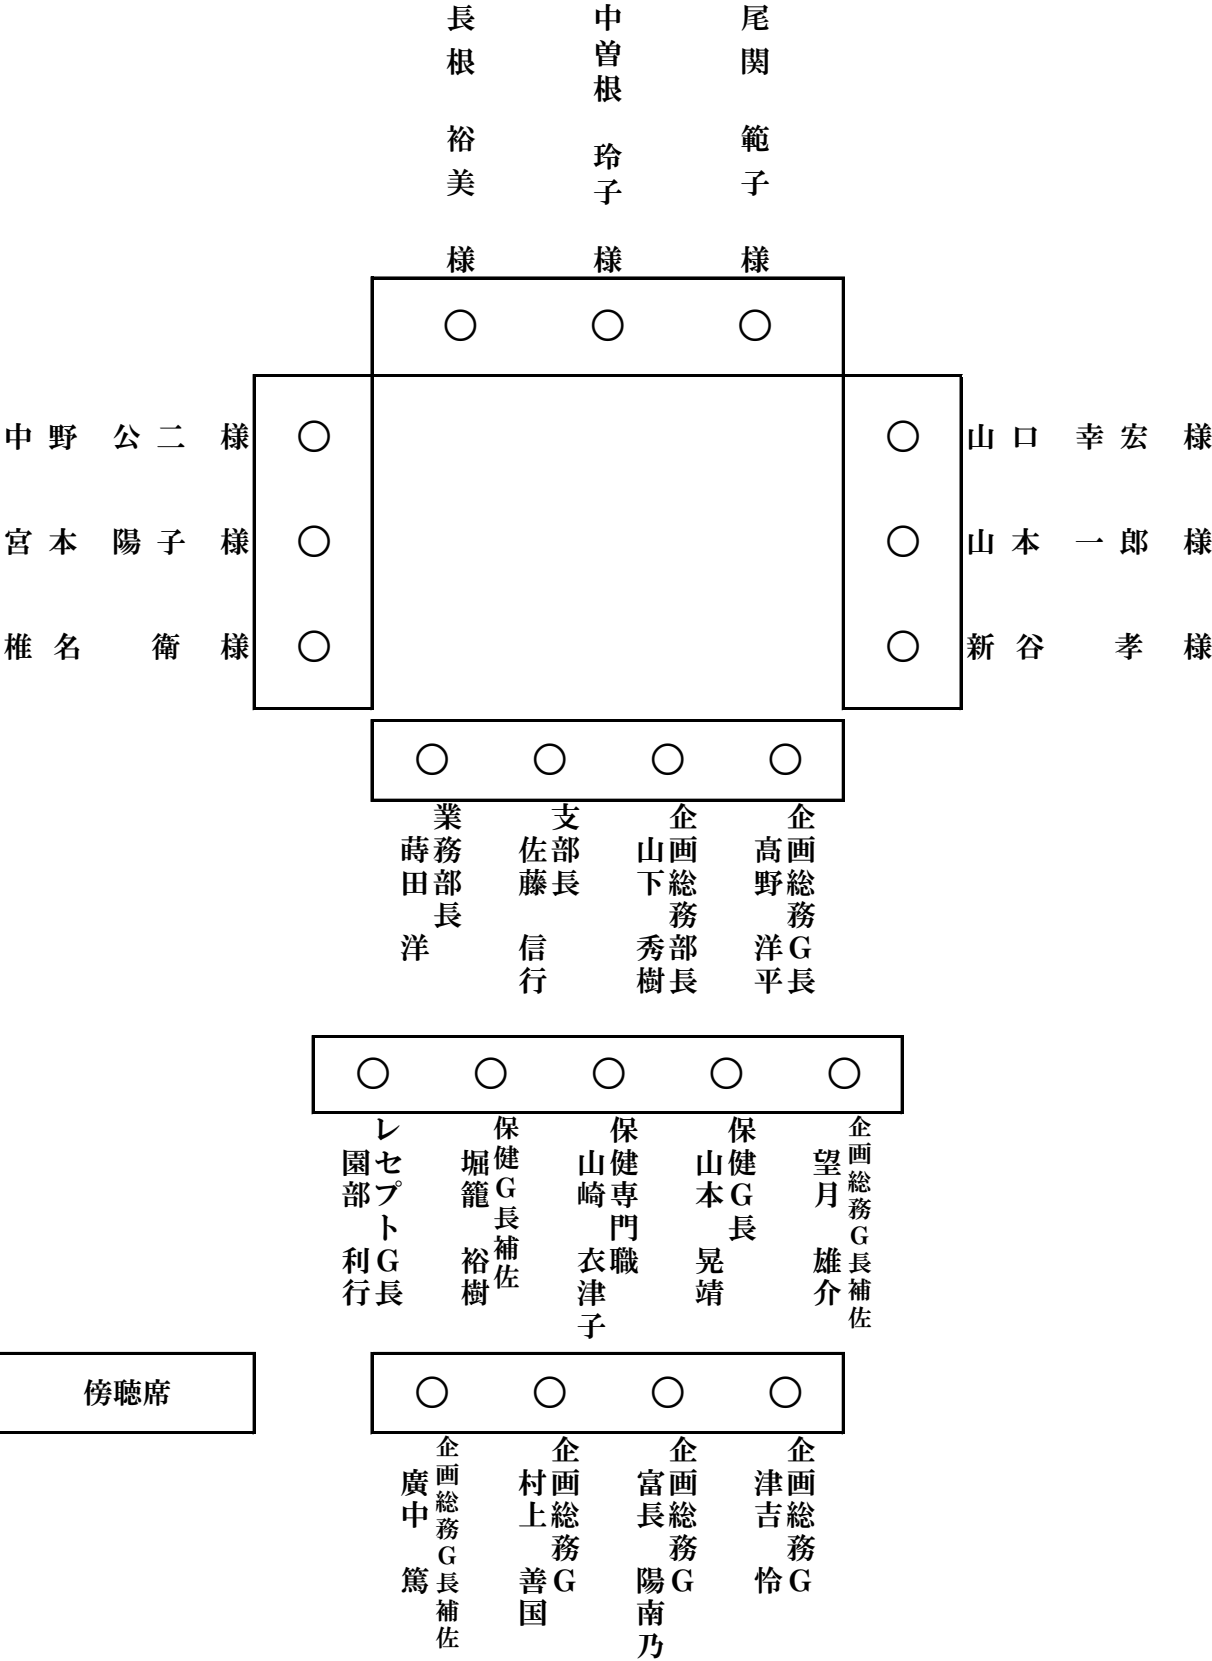 尾関 範子 様
中曽根 玲子 様
長根 裕美 様
中野 公二 様
宮本 陽子 様
椎名 衛 様
山口 幸宏 様
山本 一郎 様
新谷 孝 様
企画総務G長
髙野 洋平
企画総務部長
山下 秀樹
支部長
佐藤 信行
業務部長
蒔田 洋
企画総務G長補佐
望月 雄介
保健G長
山本 晃靖
保健専門職
山崎 衣津子
保健G長補佐
堀籠 裕樹
レセプトG長
園部 利行
傍聴席
企画総務G
津吉 怜
企画総務G
富長 陽南乃
企画総務G
村上 善国
企画総務G長補佐
廣中 篤